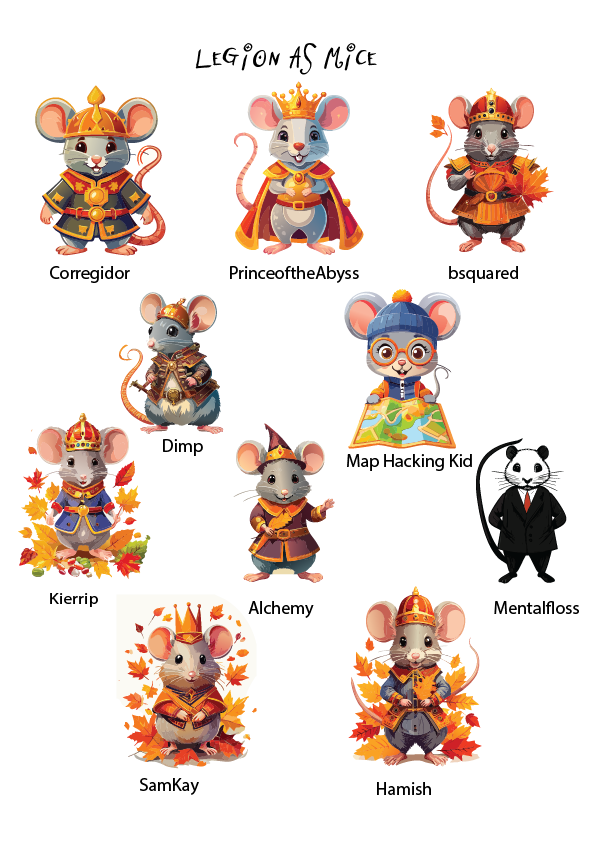 LEGION AS MICE
Corregidor
PrinceoftheAbyss
bsquared
Dimp
Map Hacking Kid
Kierrip
Alchemy
Mentalfloss
SamKay
Hamish